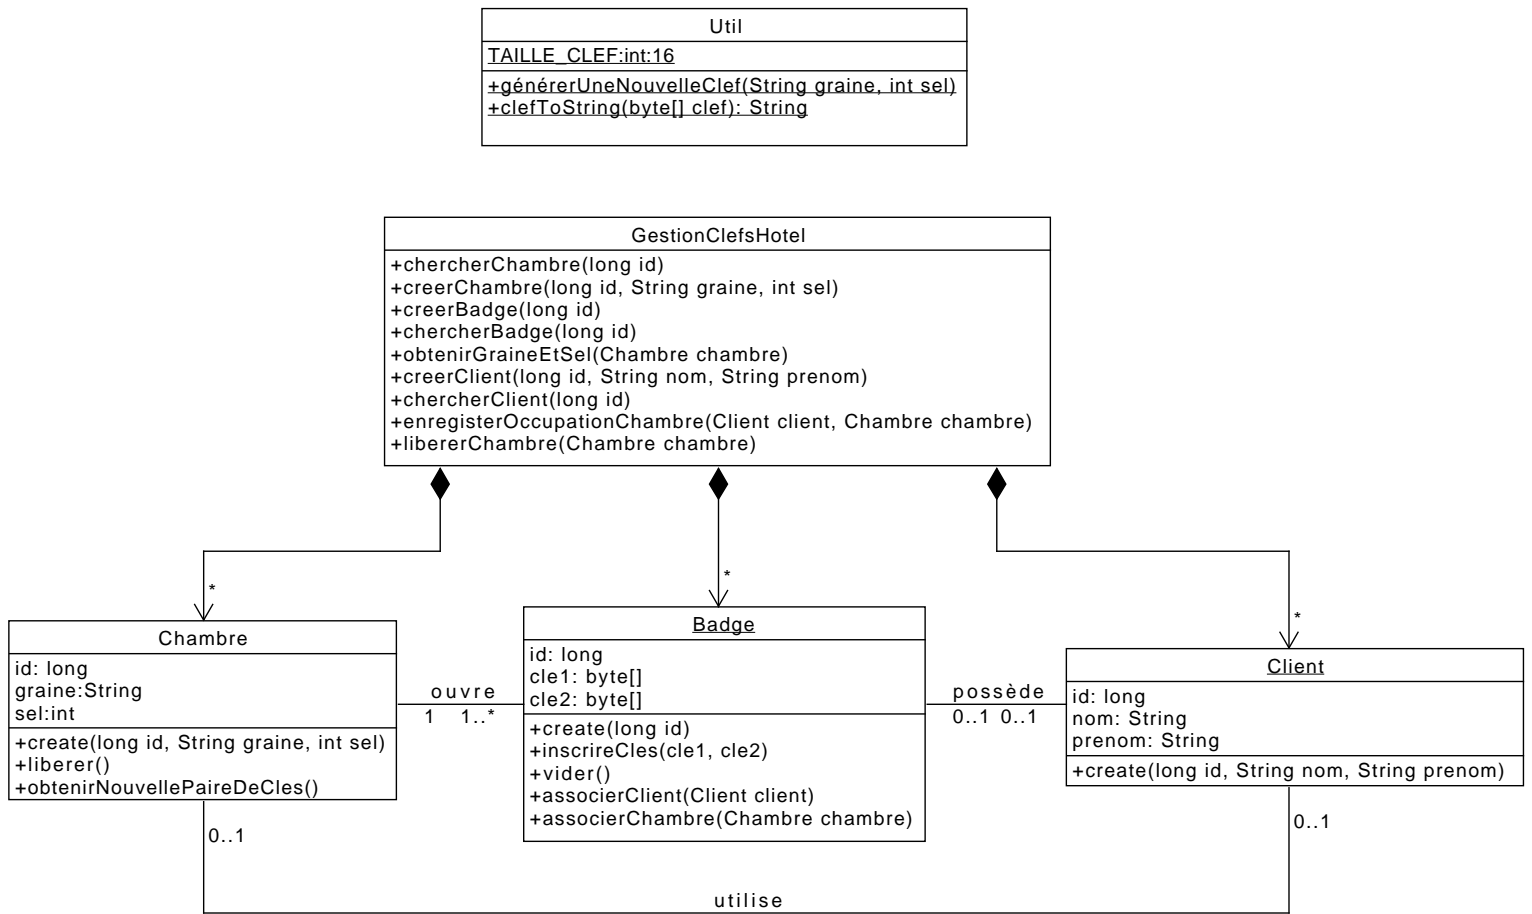 Util
TAILLE_CLEF:int:16
+générerUneNouvelleClef(String graine, int sel)
+clefToString(byte[] clef): String
GestionClefsHotel
+chercherChambre(long id)
+creerChambre(long id, String graine, int sel)
+creerBadge(long id)
+chercherBadge(long id)
+obtenirGraineEtSel(Chambre chambre)
+creerClient(long id, String nom, String prenom)
+chercherClient(long id)
+enregisterOccupationChambre(Client client, Chambre chambre)
+libererChambre(Chambre chambre)
*
*
*
Chambre
id: long
graine:String
sel:int
+create(long id, String graine, int sel)
+liberer()
+obtenirNouvellePaireDeCles()
ouvre
1 1..*
Badge
id: long
cle1: byte[]
cle2: byte[]
+create(long id)
+inscrireCles(cle1, cle2)
+vider()
+associerClient(Client client)
+associerChambre(Chambre chambre)
possède
0..1 0..1
Client
id: long
nom: String
prenom: String
+create(long id, String nom, String prenom)
0..1
0..1
utilise